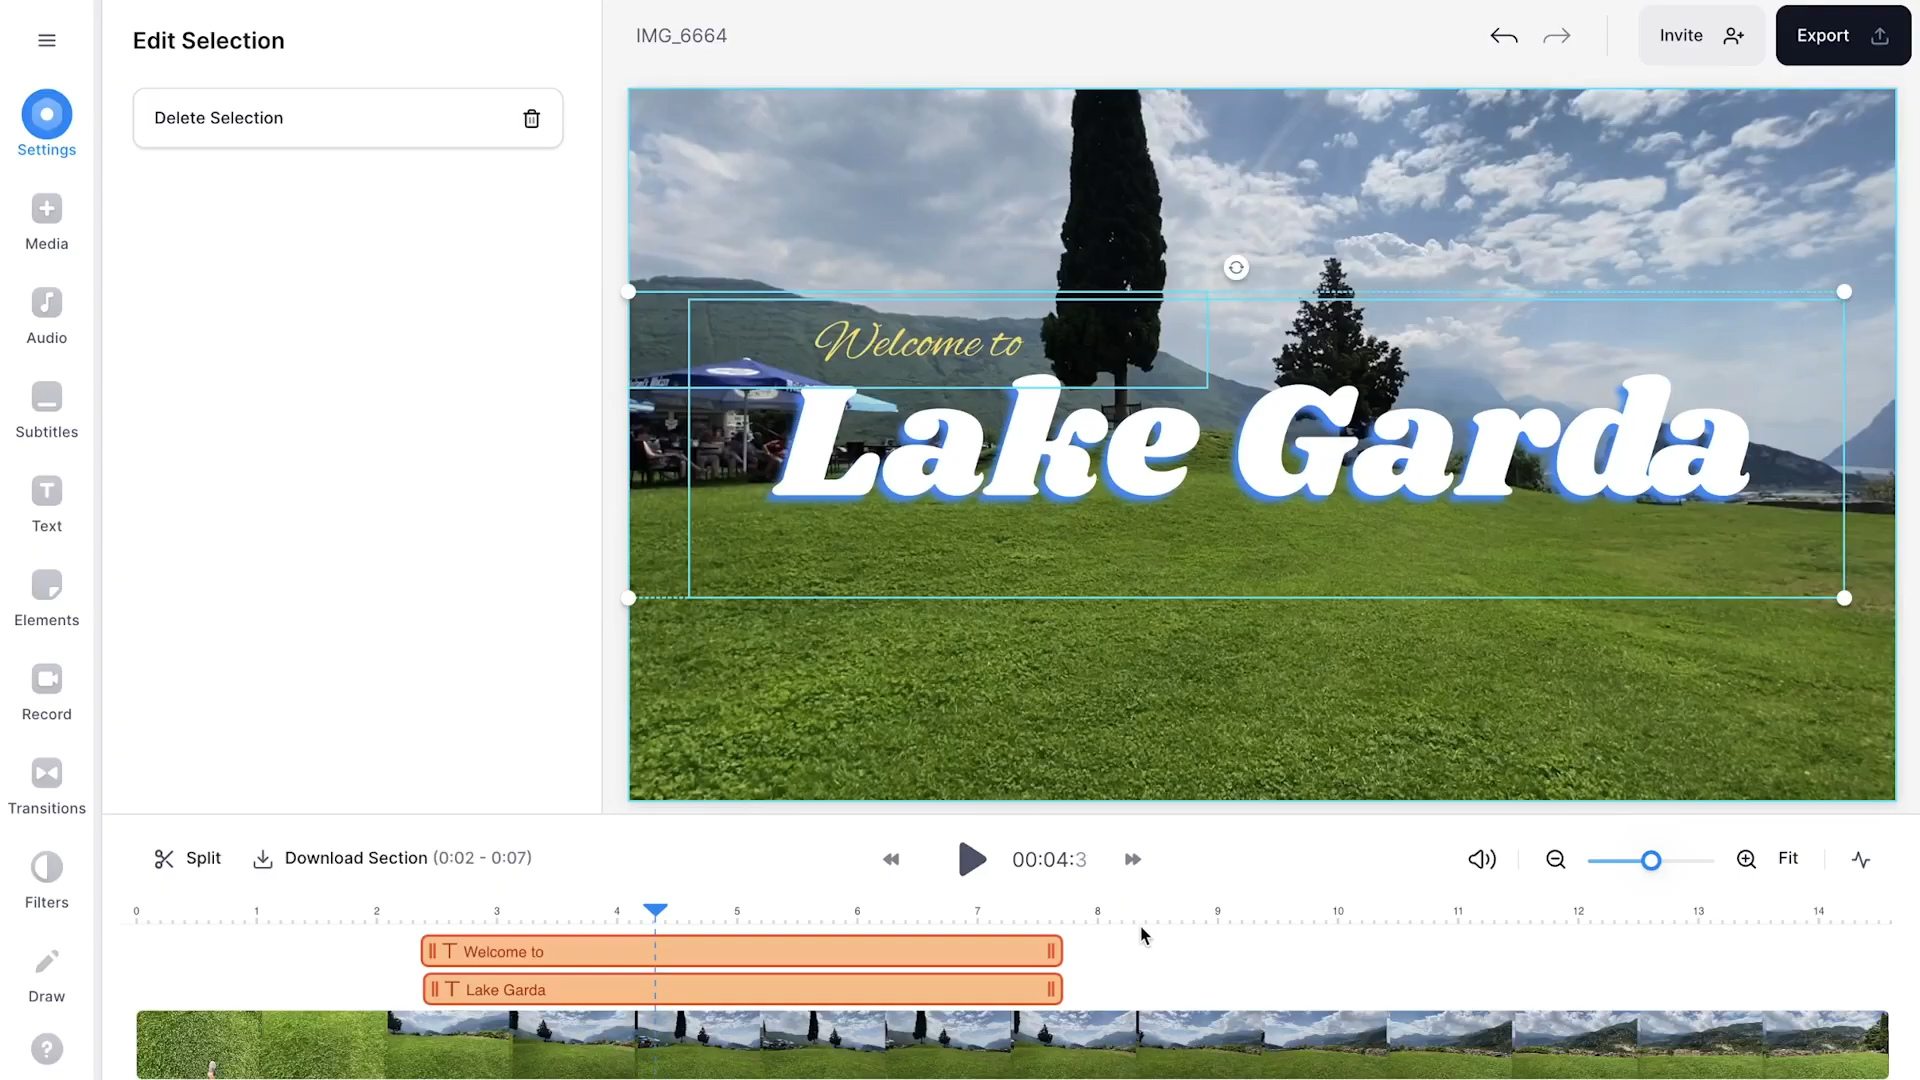 Edit Selection
IMG_6664
Invite
Export
Delete Selection
Settings
Media
Audio
Subtitles
Text
Elements
Record
Transitions
Filters
Draw
Welcome to
Lake Garda
Split
Download Section (0:02 - 0:07)
00:04:3
Fit
0 1 2 3 4 5 6 7 8 9 10 11 12 13 14
T Welcome to
T Lake Garda
?